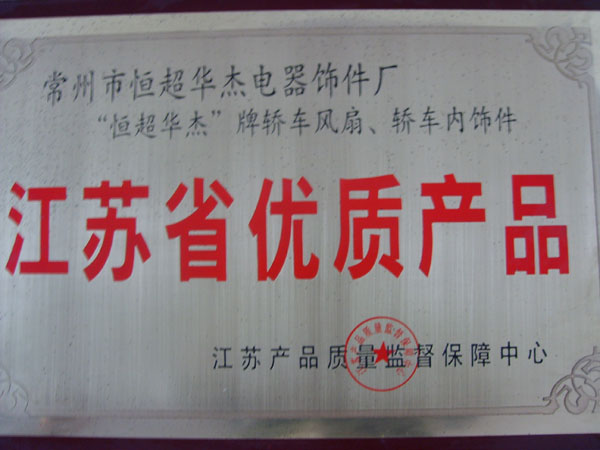 常州市恒超华杰电器饰件厂
“恒超华杰”牌轿车风扇、轿车内饰件
江苏省优质产品
江苏产品质量监督保障中心